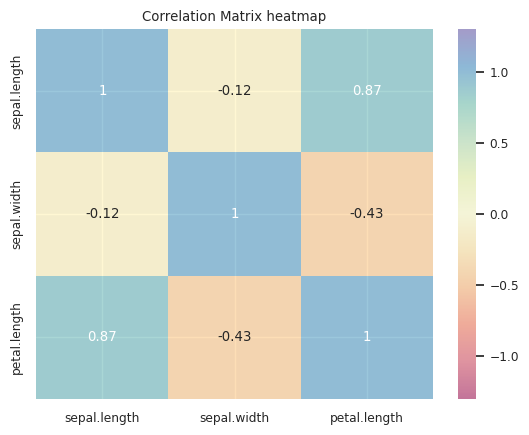 Correlation Matrix heatmap
sepal.length
1
-0.12
0.87
sepal.width
-0.12
1
-0.43
petal.length
0.87
-0.43
1
sepal.length
sepal.width
petal.length
1.0
0.5
0.0
−0.5
−1.0